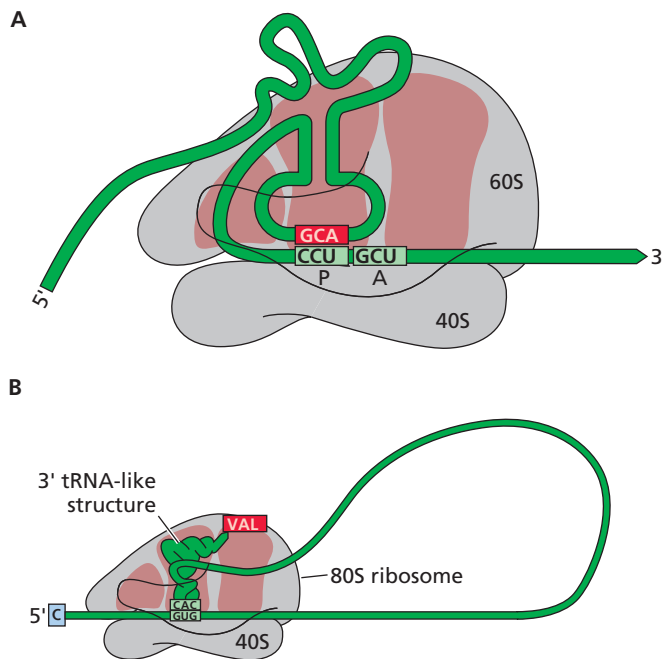 A
60S
GCA
CCU GCU
P A
5'
3
40S
B
3' tRNA-like
structure
VAL
80S ribosome
CAC
5' C
GUG
40S